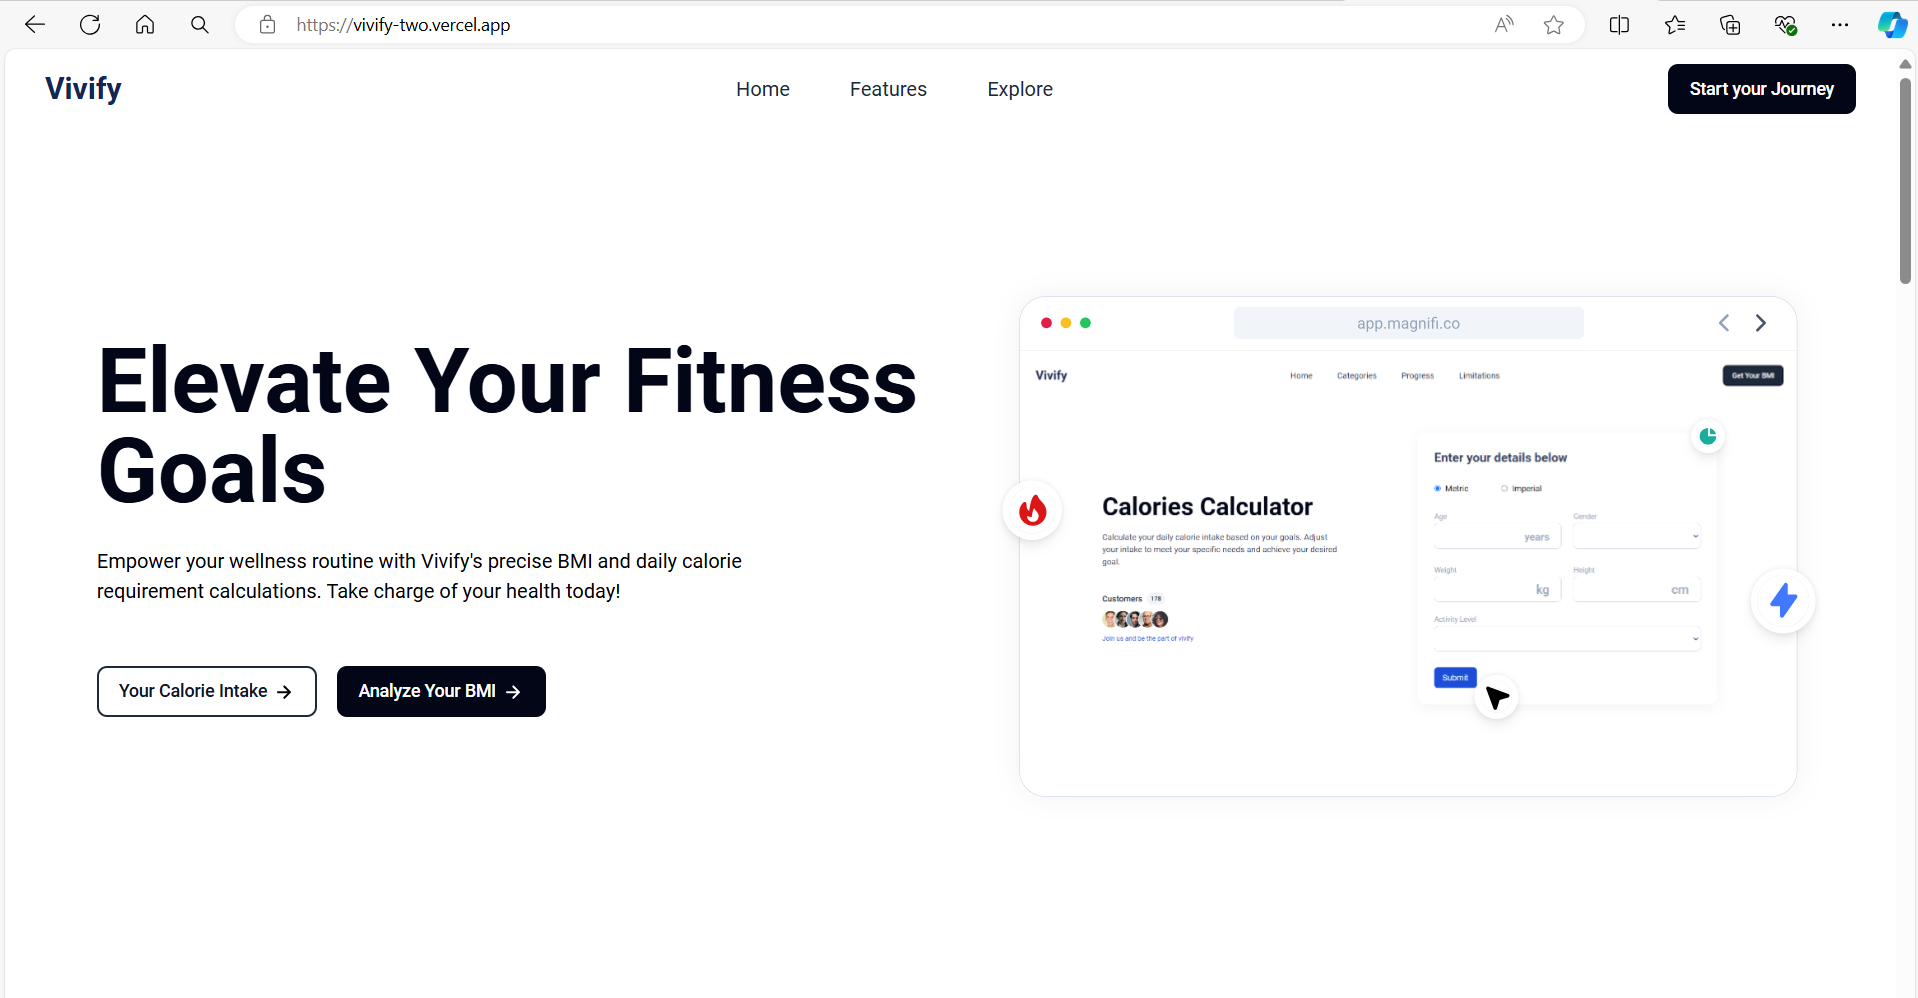 https://vivify-two.vercel.app
Vivify
Home
Features
Explore
Start your Journey
Elevate Your Fitness
Goals
Empower your wellness routine with Vivify's precise BMI and daily calorie
requirement calculations. Take charge of your health today!
Your Calorie Intake
Analyze Your BMI
app.magnifi.co
Vivify
Home
Categories
Progress
Limitations
Get Your BMI
Calories Calculator
Calculate your daily calorie intake based on your goals. Adjust
your intake to meet your specific needs and achieve your desired
goal.
Customers 178
Join us and be the part of vivify
Enter your details below
Metric
Imperial
Age
Gender
years
Weight
Height
kg
cm
Activity Level
Submit